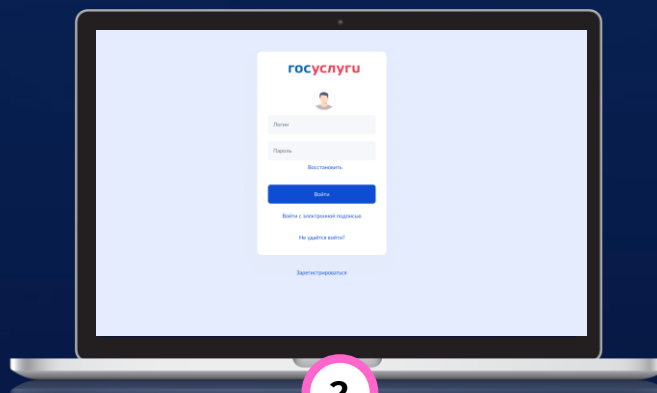 госуслуги
Логин
Пароль
Восстановить
Войти
Войти с электронной подписью
Не удаётся войти?
Зарегистрироваться
2